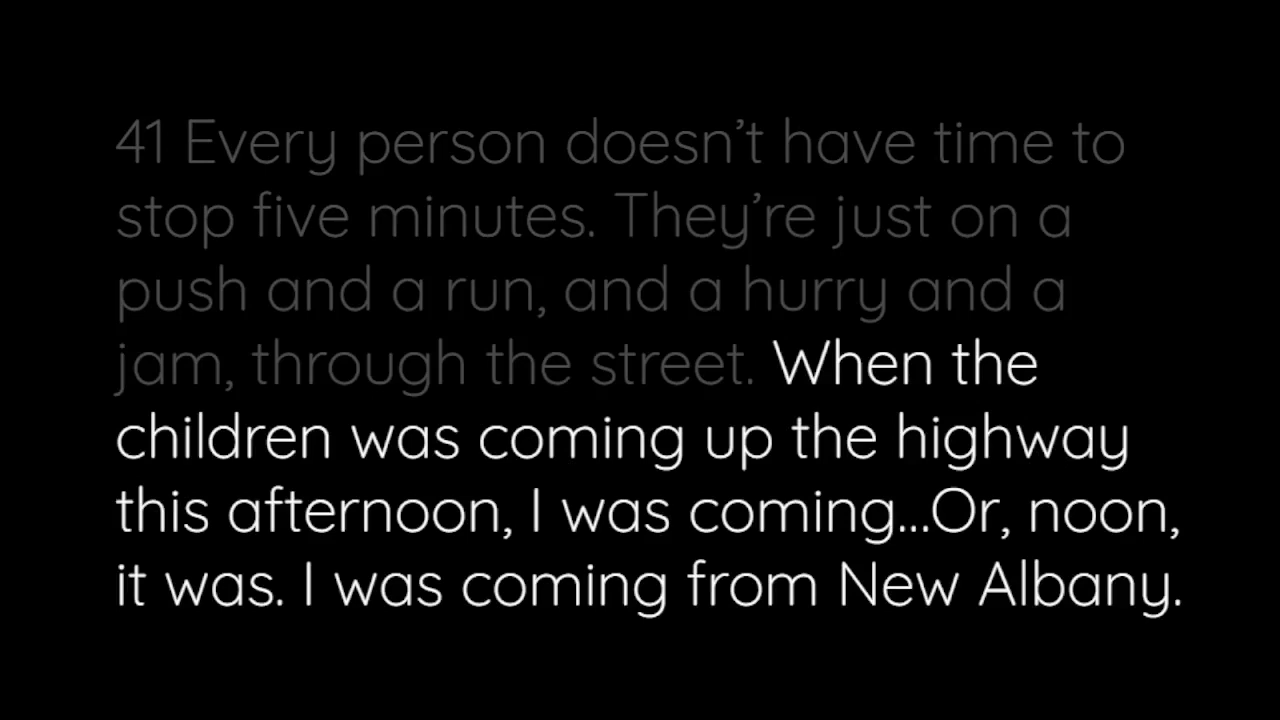 41 Every person doesn’t have time to
stop five minutes. They’re just on a
push and a run, and a hurry and a
jam, through the street. When the
children was coming up the highway
this afternoon, I was coming...Or, noon,
it was. I was coming from New Albany.